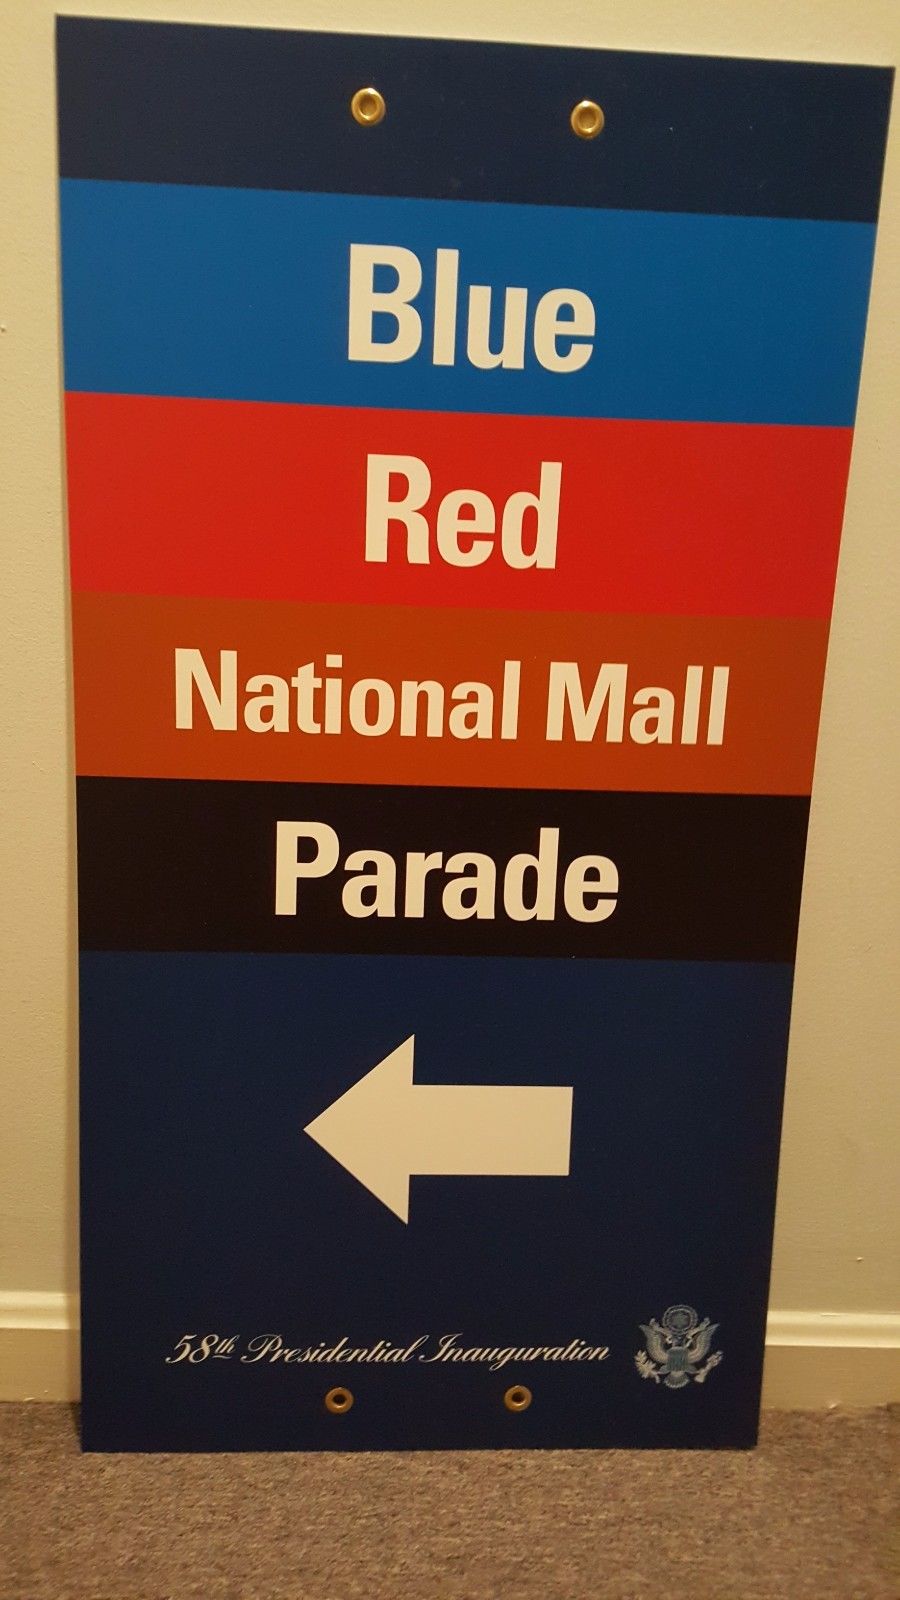 Blue
Red
National Mall
Parade
58th Presidential Inauguration